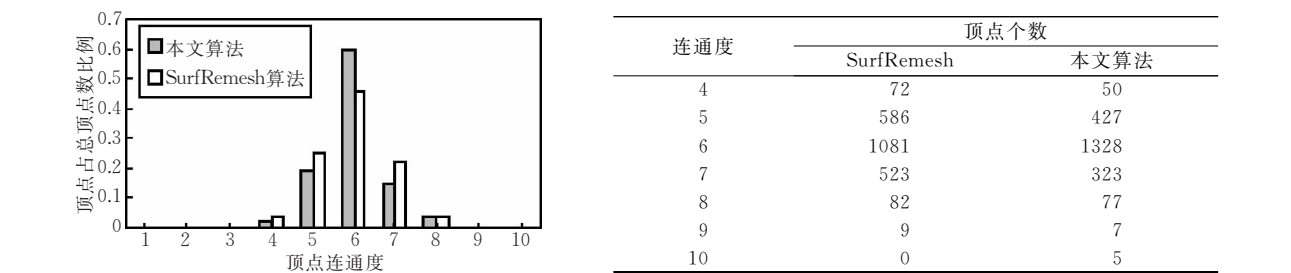 顶点占总顶点数比例
0.7
0.6
0.5
0.4
0.3
0.2
0.1
0
本文算法
SurfRemesh算法
1 2 3 4 5 6 7 8 9 10
顶点连通度
连通度 顶点个数
SurfRemesh 本文算法
4 72 50
5 586 427
6 1081 1328
7 523 323
8 82 77
9 9 7
10 0 5